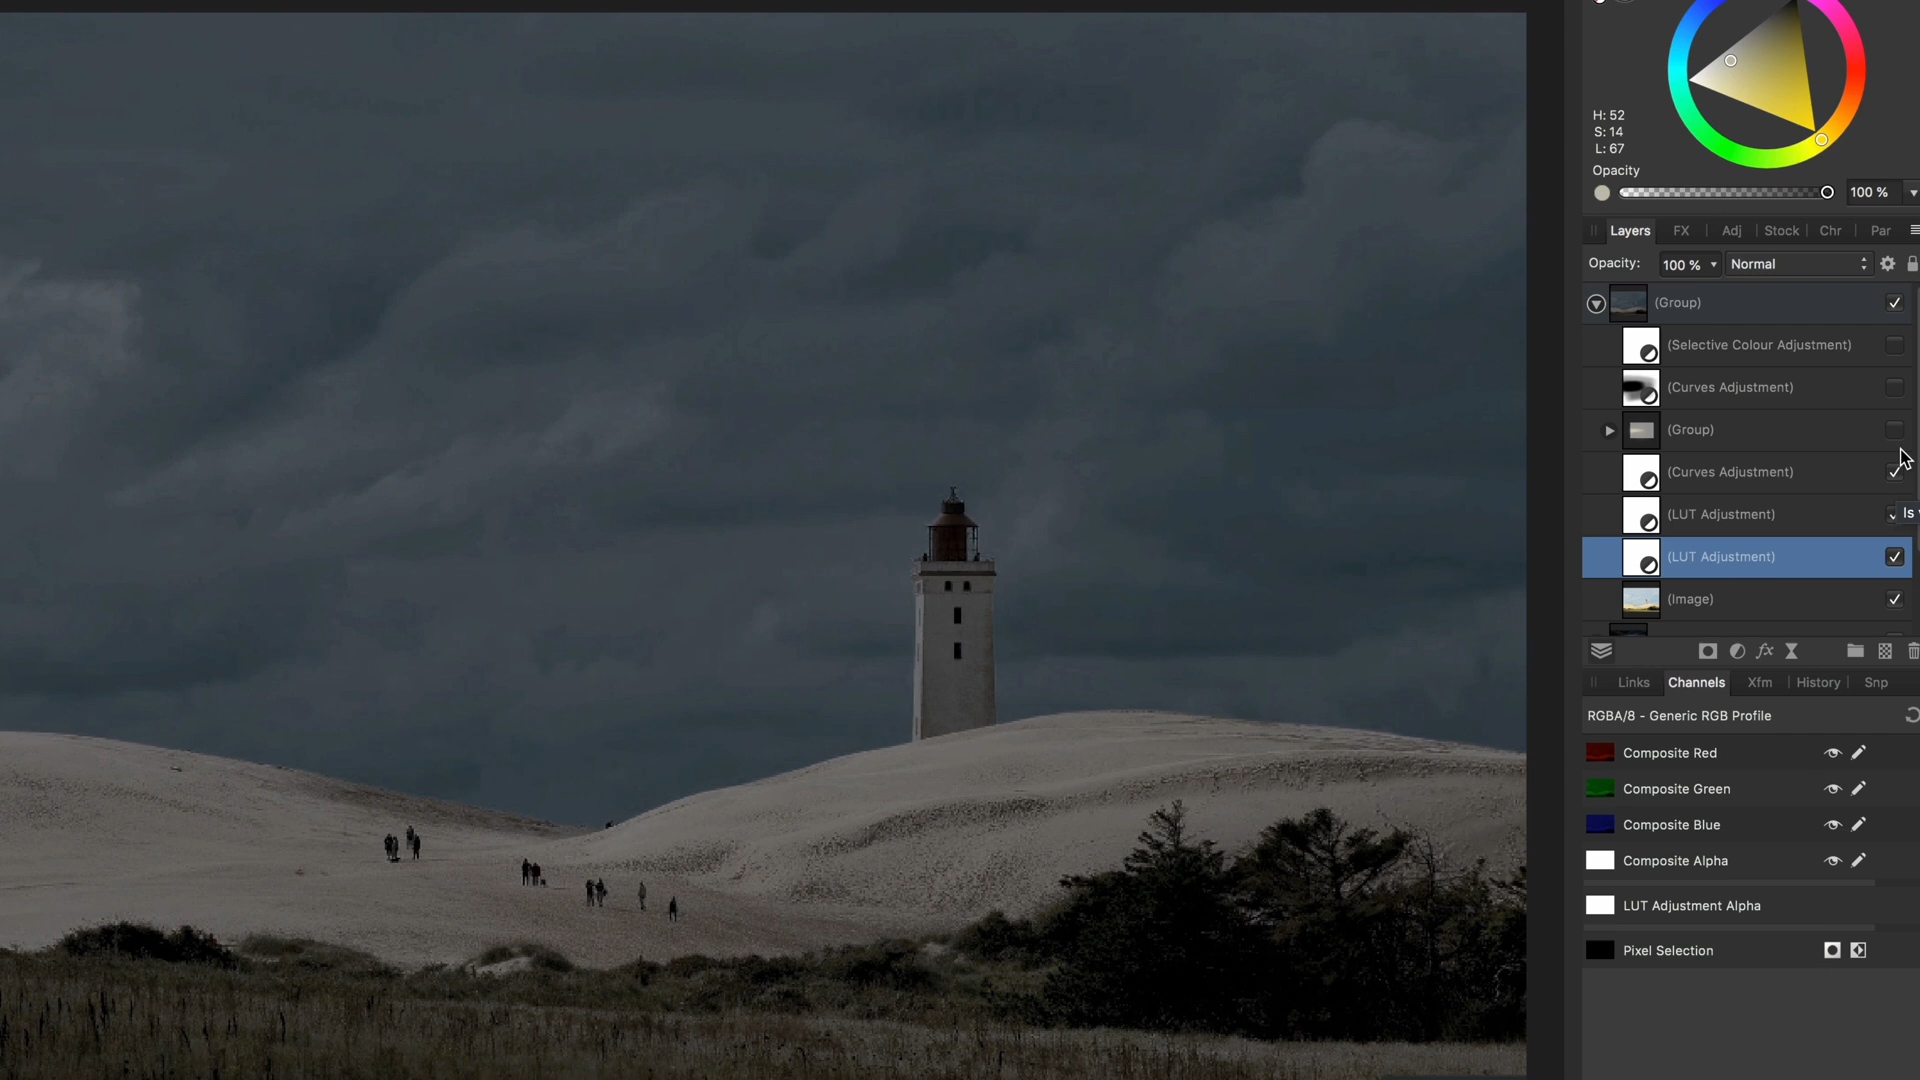 H: 52
S: 14
L: 67
Opacity
100 %
Layers FX Adj Stock Chr Par
Opacity: 100 % Normal
(Group)
(Selective Colour Adjustment)
(Curves Adjustment)
(Group)
(Curves Adjustment)
(LUT Adjustment) Is
(LUT Adjustment)
(Image)
fx
Links Channels Xfm History Snp
RGBA/8 - Generic RGB Profile
Composite Red
Composite Green
Composite Blue
Composite Alpha
LUT Adjustment Alpha
Pixel Selection